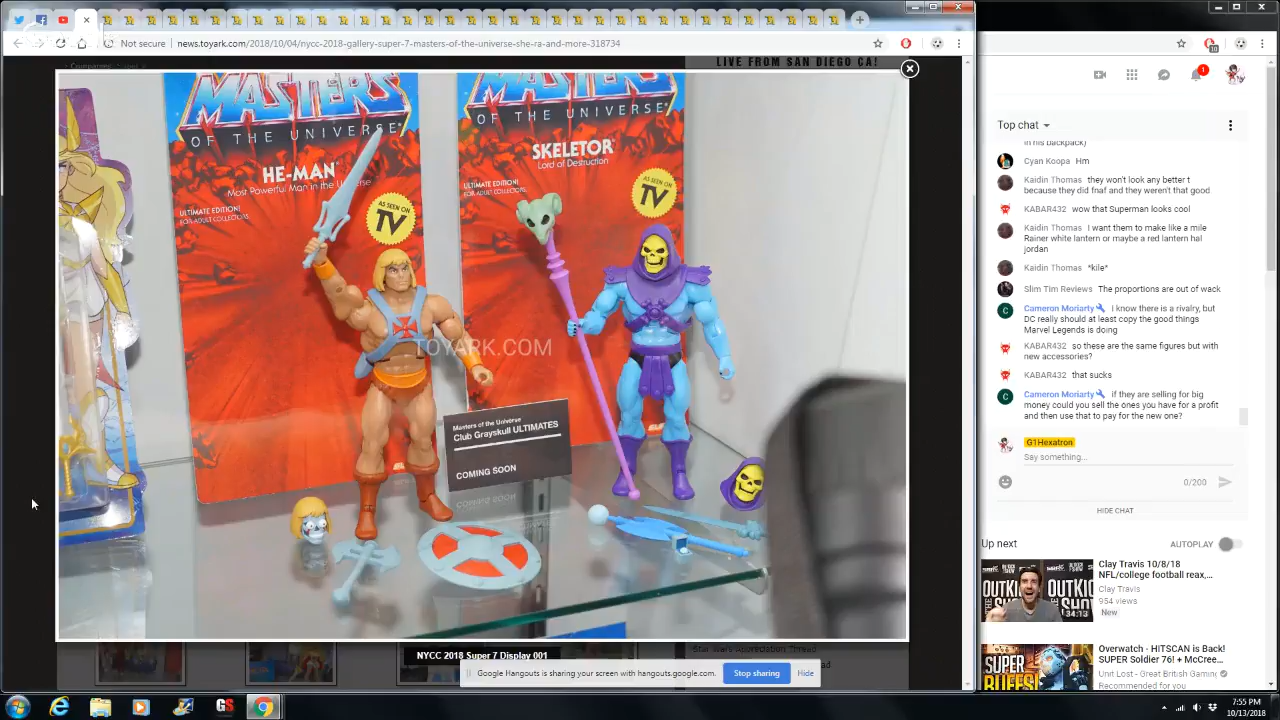 Not secure
news.toyark.com/2018/10/04/nycc-2018-gallery-super-7-masters-of-the-universe-she-ra-and-more-318734
LIVE FROM SAN DIEGO CA!
MASTERS
OF THE UNIVERSE
HE-MAN
Most Powerful Man in the Universe
ULTIMATE EDITION!
FOR ADULT COLLECTORS
AS SEEN ON
TV
MASTERS
OF THE UNIVERSE
SKELETOR
Lord of Destruction
ULTIMATE EDITION!
FOR ADULT COLLECTORS
AS SEEN ON
TV
TOYARK.COM
Masters of the Universe
Club Grayskull ULTIMATES
COMING SOON
NYCC 2018 Super 7 Display 001
Google Hangouts is sharing your screen with hangouts.google.com.
Stop sharing
Hide
10
1
Top chat
in his backpack)
Cyan Koopa Hm
Kaidin Thomas they won't look any better t
because they did fnaf and they weren't that good
KABAR432 wow that Superman looks cool
Kaidin Thomas I want them to make like a mile
Rainer white lantern or maybe a red lantern hal
jordan
Kaidin Thomas *kile*
Slim Tim Reviews The proportions are out of wack
Cameron Moriarty I know there is a rivalry, but
DC really should at least copy the good things
Marvel Legends is doing
KABAR432 so these are the same figures but with
new accessories?
KABAR432 that sucks
Cameron Moriarty if they are selling for big
money could you sell the ones you have for a profit
and then use that to pay for the new one?
G1Hexatron
Say something...
0/200
HIDE CHAT
Up next
AUTOPLAY
Clay Travis 10/8/18
NFL/college football reax,...
Clay Travis
954 views
New
34:13
Overwatch - HITSCAN is Back!
SUPER Soldier 76! + McCree...
Unit Lost - Great British Gaming
Recommended for you
SUPER
BUFFS!
7:55 PM
10/13/2018